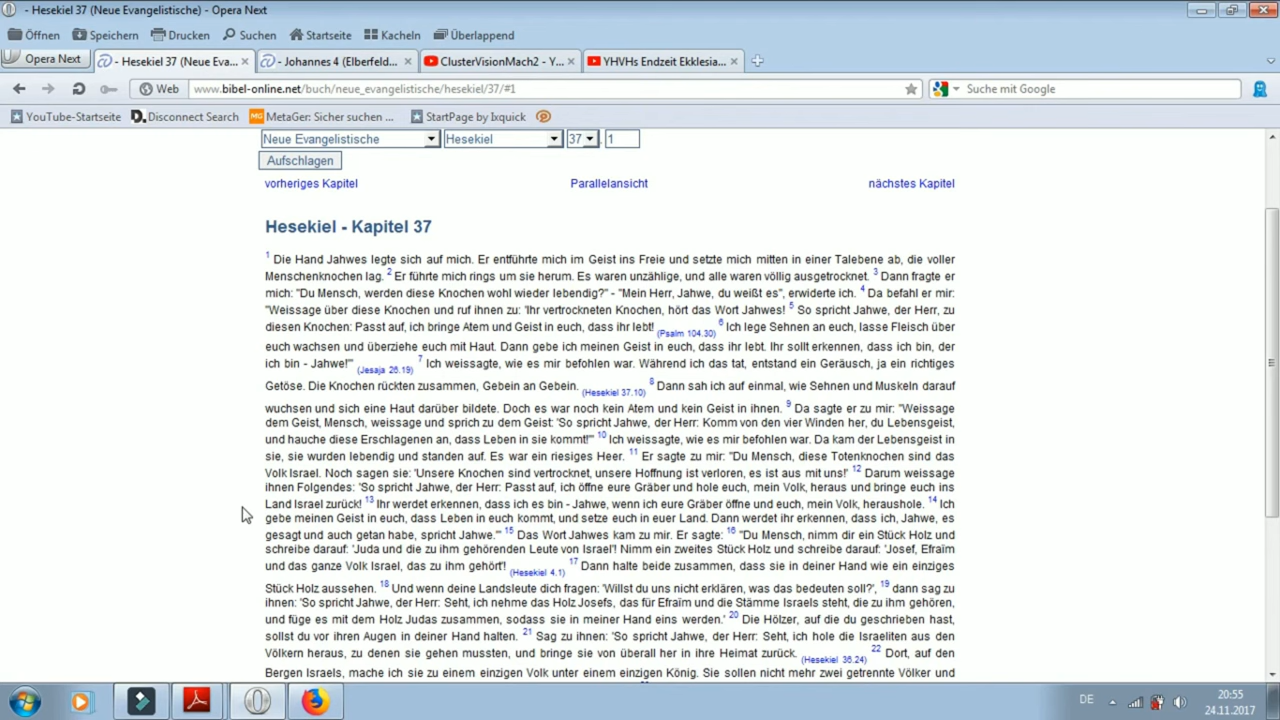 - Hesekiel 37 (Neue Evangelistische) - Opera Next
Öffnen Speichern Drucken Suchen Startseite Kacheln Überlappend
Opera Next - Hesekiel 37 (Neue Eva... - Johannes 4 (Elberfeld... ClusterVisionMach2 - Y... YHVHs Endzeit Ekklesia...
Web www.bibel-online.net/buch/neue_evangelistische/hesekiel/37/#1 Suche mit Google
YouTube-Startseite Disconnect Search MetaGer: Sicher suchen ... StartPage by Ixquick
Neue Evangelistische Hesekiel 37 1
Aufschlagen
vorheriges Kapitel Parallelansicht nächstes Kapitel
Hesekiel - Kapitel 37
1 Die Hand Jahwes legte sich auf mich. Er entführte mich im Geist ins Freie und setzte mich mitten in einer Talebene ab, die voller
Menschenknochen lag. 2 Er führte mich rings um sie herum. Es waren unzählige, und alle waren völlig ausgetrocknet. 3 Dann fragte er
mich: "Du Mensch, werden diese Knochen wohl wieder lebendig?" - "Mein Herr, Jahwe, du weißt es", erwiderte ich. 4 Da befahl er mir:
"Weissage über diese Knochen und ruf ihnen zu: 'Ihr vertrockneten Knochen, hört das Wort Jahwes! 5 So spricht Jahwe, der Herr, zu
diesen Knochen: Passt auf, ich bringe Atem und Geist in euch, dass ihr lebt! (Psalm 104.30) 6 Ich lege Sehnen an euch, lasse Fleisch über
euch wachsen und überziehe euch mit Haut. Dann gebe ich meinen Geist in euch, dass ihr lebt. Ihr sollt erkennen, dass ich bin, der
ich bin - Jahwe!'" (Jesaja 26.19) 7 Ich weissagte, wie es mir befohlen war. Während ich das tat, entstand ein Geräusch, ja ein richtiges
Getöse. Die Knochen rückten zusammen, Gebein an Gebein. (Hesekiel 37.10) 8 Dann sah ich auf einmal, wie Sehnen und Muskeln darauf
wuchsen und sich eine Haut darüber bildete. Doch es war noch kein Atem und kein Geist in ihnen. 9 Da sagte er zu mir: "Weissage
dem Geist, Mensch, weissage und sprich zu dem Geist: 'So spricht Jahwe, der Herr: Komm von den vier Winden her, du Lebensgeist,
und hauche diese Erschlagenen an, dass Leben in sie kommt!'" 10 Ich weissagte, wie es mir befohlen war. Da kam der Lebensgeist in
sie, sie wurden lebendig und standen auf. Es war ein riesiges Heer. 11 Er sagte zu mir: "Du Mensch, diese Totenknochen sind das
Volk Israel. Noch sagen sie: 'Unsere Knochen sind vertrocknet, unsere Hoffnung ist verloren, es ist aus mit uns!' 12 Darum weissage
ihnen Folgendes: 'So spricht Jahwe, der Herr: Passt auf, ich öffne eure Gräber und hole euch, mein Volk, heraus und bringe euch ins
Land Israel zurück! 13 Ihr werdet erkennen, dass ich es bin - Jahwe, wenn ich eure Gräber öffne und euch, mein Volk, heraushole. 14 Ich
gebe meinen Geist in euch, dass Leben in euch kommt, und setze euch in euer Land. Dann werdet ihr erkennen, dass ich, Jahwe, es
gesagt und auch getan habe, spricht Jahwe.'" 15 Das Wort Jahwes kam zu mir. Er sagte: 16 "Du Mensch, nimm dir ein Stück Holz und
schreibe darauf: 'Juda und die zu ihm gehörenden Leute von Israel'! Nimm ein zweites Stück Holz und schreibe darauf: 'Josef, Efraïm
und das ganze Volk Israel, das zu ihm gehört'! (Hesekiel 4.1) 17 Dann halte beide zusammen, dass sie in deiner Hand wie ein einziges
Stück Holz aussehen. 18 Und wenn deine Landsleute dich fragen: 'Willst du uns nicht erklären, was das bedeuten soll?', 19 dann sag zu
ihnen: 'So spricht Jahwe, der Herr: Seht, ich nehme das Holz Josefs, das für Efraïm und die Stämme Israels steht, die zu ihm gehören,
und füge es mit dem Holz Judas zusammen, sodass sie in meiner Hand eins werden.' 20 Die Hölzer, auf die du geschrieben hast,
sollst du vor ihren Augen in deiner Hand halten. 21 Sag zu ihnen: 'So spricht Jahwe, der Herr: Seht, ich hole die Israeliten aus den
Völkern heraus, zu denen sie gehen mussten, und bringe sie von überall her in ihre Heimat zurück. (Hesekiel 36.24) 22 Dort, auf den
Bergen Israels, mache ich sie zu einem einzigen Volk unter einem einzigen König. Sie sollen nicht mehr zwei getrennte Völker und
DE 20:55
24.11.2017